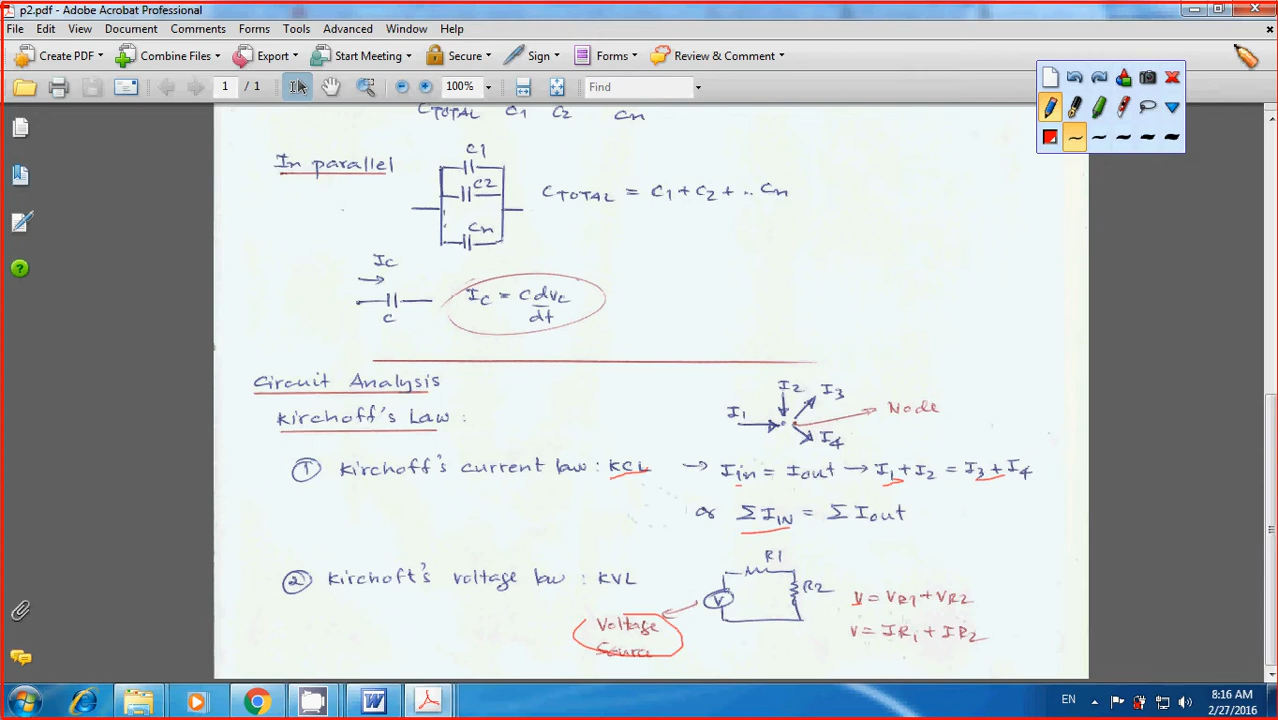 p2.pdf - Adobe Acrobat Professional
File Edit View Document Comments Forms Tools Advanced Window Help
Create PDF Combine Files Export Start Meeting Secure Sign Forms Review & Comment
1 / 1 100% Find
CTOTAL C1 C2 Cn
In parallel
C1
C2
Cn
CTOTAL = C1 + C2 + .. Cn
Ic
C
Ic = C dvc
dt
Circuit Analysis
Kirchoff's Law :
I1 I2 I3 I4 Node
① Kirchoff's current law : KCL → Iin = Iout → I1 + I2 = I3 + I4
or ΣIIN = ΣIout
② Kirchoft's voltage law : KVL
R1
R2
V
Voltage
Source
V = VR1 + VR2
V = IR1 + IR2
EN
8:16 AM
2/27/2016